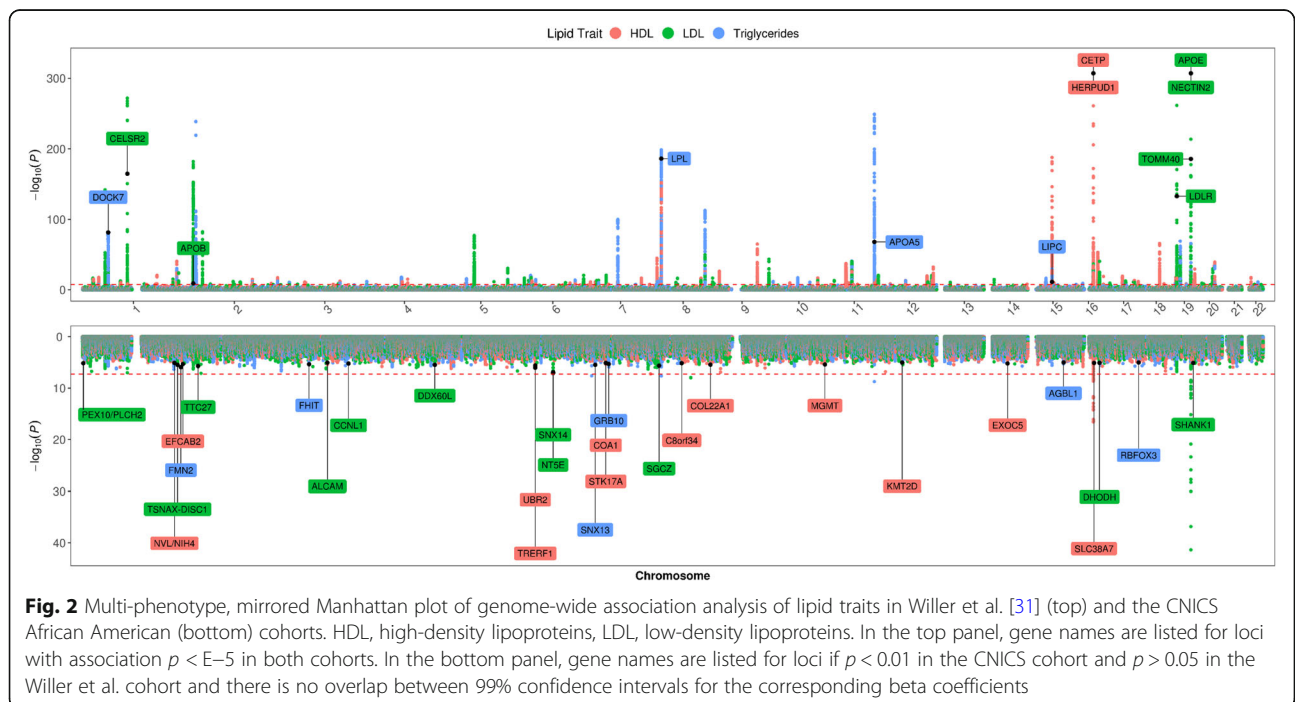 Lipid Trait HDL LDL Triglycerides
300
200
100
0
−log10(P)
CETP
HERPUD1
APOE
NECTIN2
CELSR2
TOMM40
LPL
DOCK7
LDLR
APOB
APOA5
LIPC
1 2 3 4 5 6 7 8 9 10 11 12 13 14 15 16 17 18 19 20 21 22
0
10
20
30
40
−log10(P)
PEX10/PLCH2
TTC27
EFCAB2
FMN2
TSNAX-DISC1
NVL/NIH4
FHIT
CCNL1
ALCAM
DDX60L
SNX14
NT5E
UBR2
TRERF1
GRB10
COA1
STK17A
SNX13
SGCZ
C8orf34
COL22A1
MGMT
KMT2D
EXOC5
AGBL1
RBFOX3
SHANK1
DHODH
SLC38A7
Chromosome
Fig. 2 Multi-phenotype, mirrored Manhattan plot of genome-wide association analysis of lipid traits in Willer et al. [31] (top) and the CNICS
African American (bottom) cohorts. HDL, high-density lipoproteins, LDL, low-density lipoproteins. In the top panel, gene names are listed for loci
with association p < E−5 in both cohorts. In the bottom panel, gene names are listed for loci if p < 0.01 in the CNICS cohort and p > 0.05 in the
Willer et al. cohort and there is no overlap between 99% confidence intervals for the corresponding beta coefficients